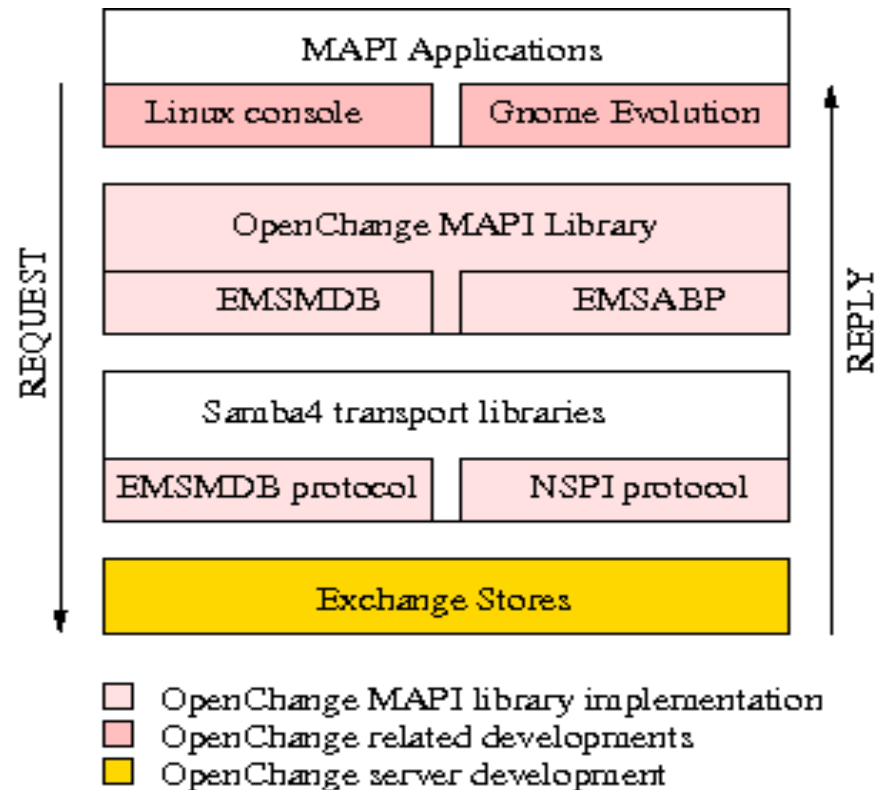 MAPI Applications
Linux console
Gnome Evolution
OpenChange MAPI Library
EMSMDB
EMSABP
Samba4 transport libraries
EMSMDB protocol
NSPI protocol
Exchange Stores
REQUEST
REPLY
OpenChange MAPI library implementation
OpenChange related developments
OpenChange server development